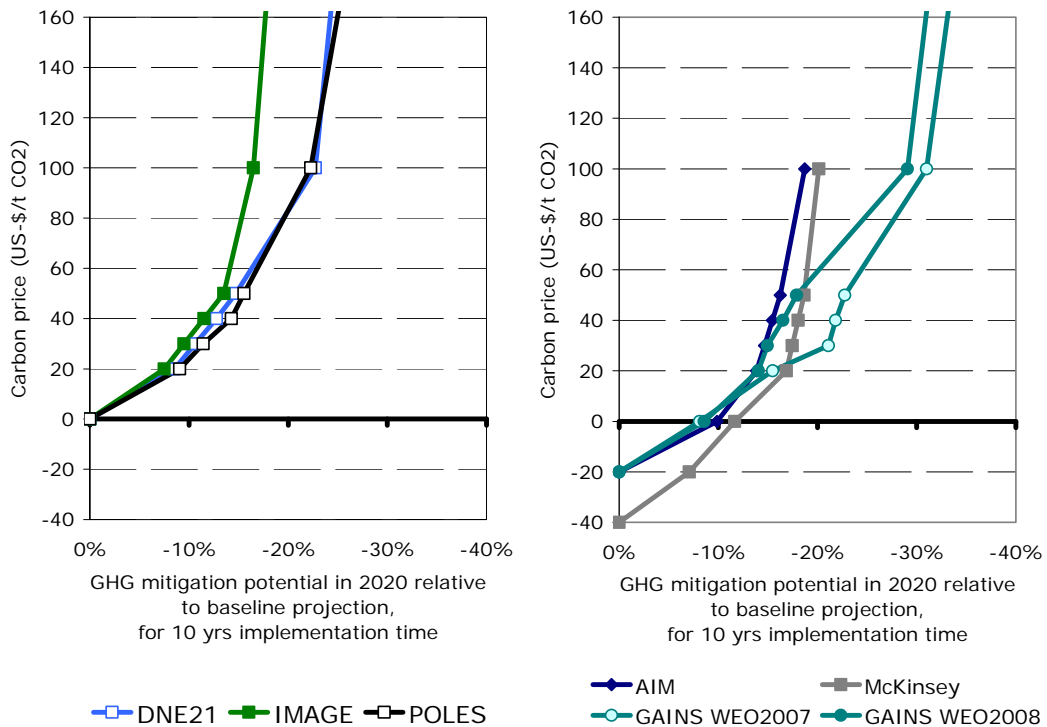 Carbon price (US-$/t CO2)
160
140
120
100
80
60
40
20
0
-20
-40
0%
-10%
-20%
-30%
-40%
GHG mitigation potential in 2020 relative
to baseline projection,
for 10 yrs implementation time
DNE21
IMAGE
POLES
Carbon price (US-$/t CO2)
160
140
120
100
80
60
40
20
0
-20
-40
0%
-10%
-20%
-30%
-40%
GHG mitigation potential in 2020 relative
to baseline projection,
for 10 yrs implementation time
AIM
McKinsey
GAINS WEO2007
GAINS WEO2008